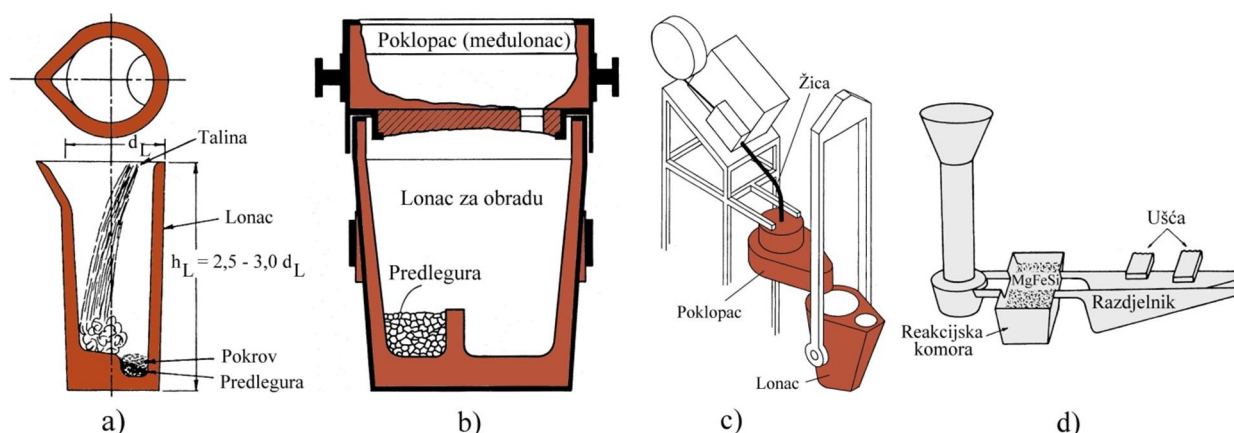 d_L
Talina
Lonac
h_L = 2,5 - 3,0 d_L
Pokrov
Predlegura
a)
Poklopac (međulonac)
Lonac za obradu
Predlegura
b)
Žica
Poklopac
Lonac
c)
Ušća
MgFeSi
Razdjelnik
Reakcijska
komora
d)